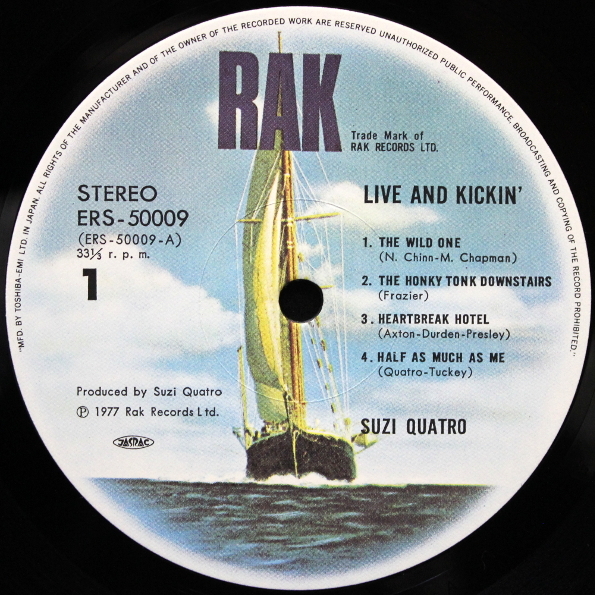 "MFD. BY TOSHIBA-EMI LTD. IN JAPAN. ALL RIGHTS OF THE MANUFACTURER AND OF THE OWNER OF THE RECORDED WORK ARE RESERVED UNAUTHORIZED PUBLIC PERFORMANCE, BROADCASTING AND COPYING OF THE RECORD PROHIBITED."
RAK
Trade Mark of
RAK RECORDS LTD.
STEREO
ERS-50009
(ERS-50009-A)
33⅓ r. p. m.
1
LIVE AND KICKIN'
1. THE WILD ONE
(N. Chinn-M. Chapman)
2. THE HONKY TONK DOWNSTAIRS
(Frazier)
3. HEARTBREAK HOTEL
(Axton-Durden-Presley)
4. HALF AS MUCH AS ME
(Quatro-Tuckey)
Produced by Suzi Quatro
℗ 1977 Rak Records Ltd.
JASRAC
SUZI QUATRO